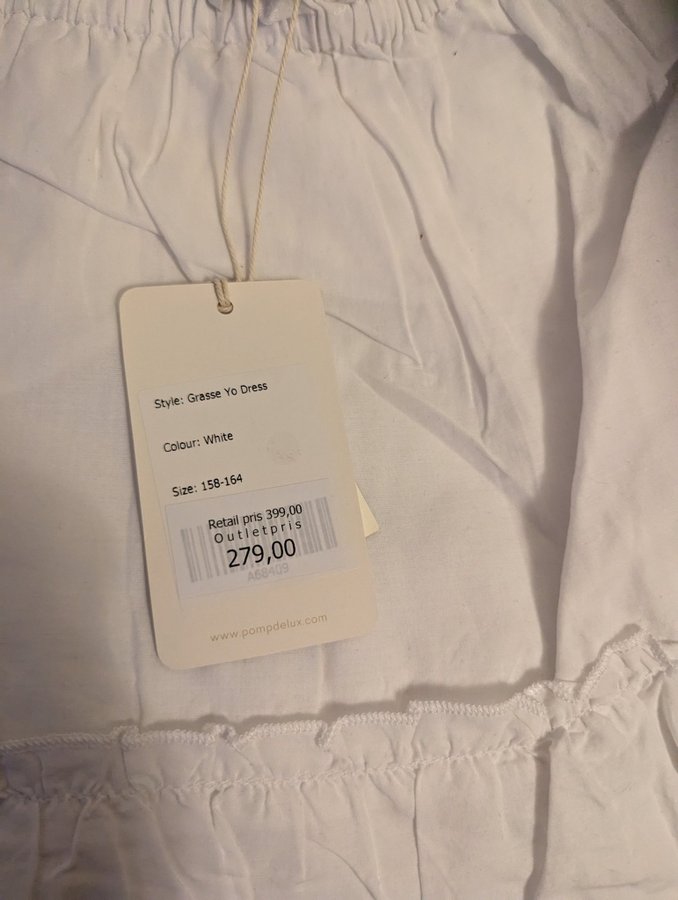 Style: Grasse Yo Dress
Colour: White
Size: 158-164
Retail pris 399,00
Outletpris
279,00
A68409
www.pompdelux.com